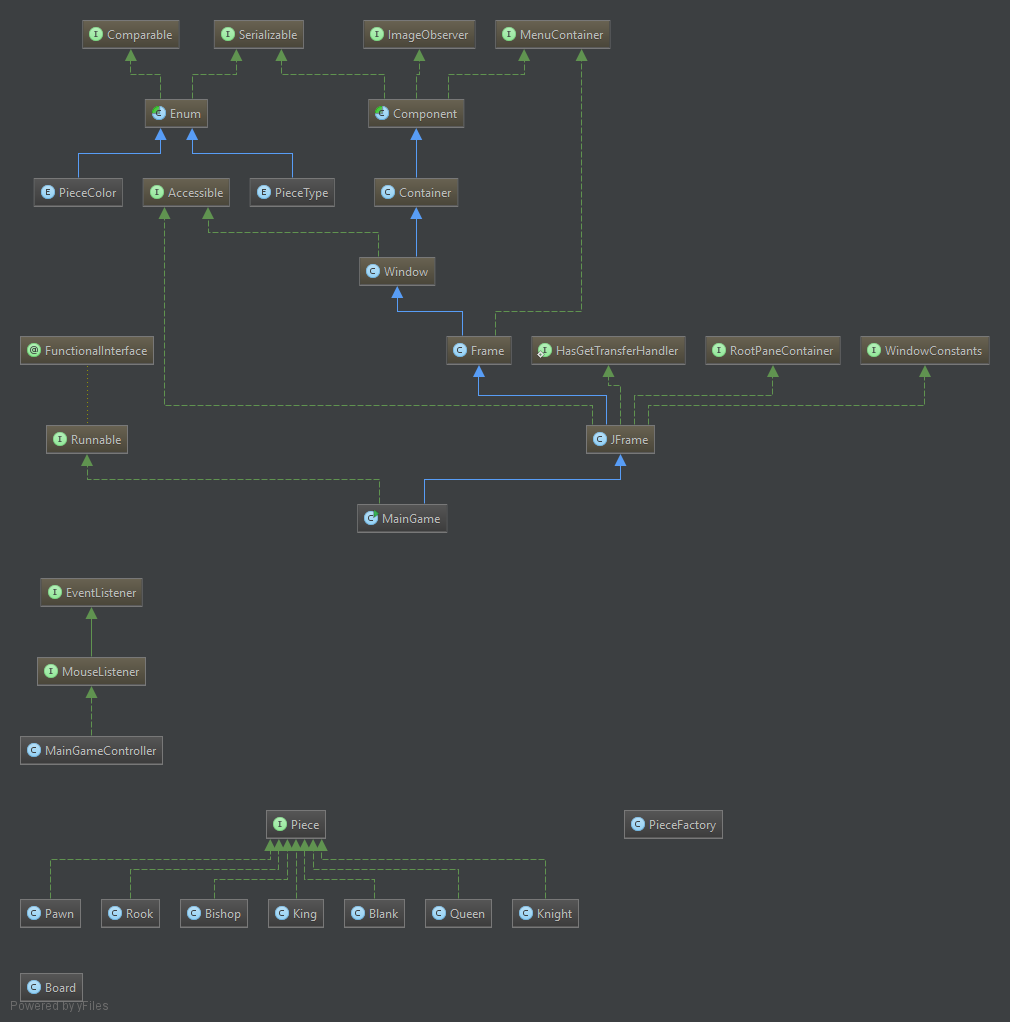 Comparable
Serializable
ImageObserver
MenuContainer
Enum
Component
PieceColor
Accessible
PieceType
Container
Window
FunctionalInterface
Frame
HasGetTransferHandler
RootPaneContainer
WindowConstants
Runnable
JFrame
MainGame
EventListener
MouseListener
MainGameController
Piece
PieceFactory
Pawn
Rook
Bishop
King
Blank
Queen
Knight
Board
Powered by yFiles